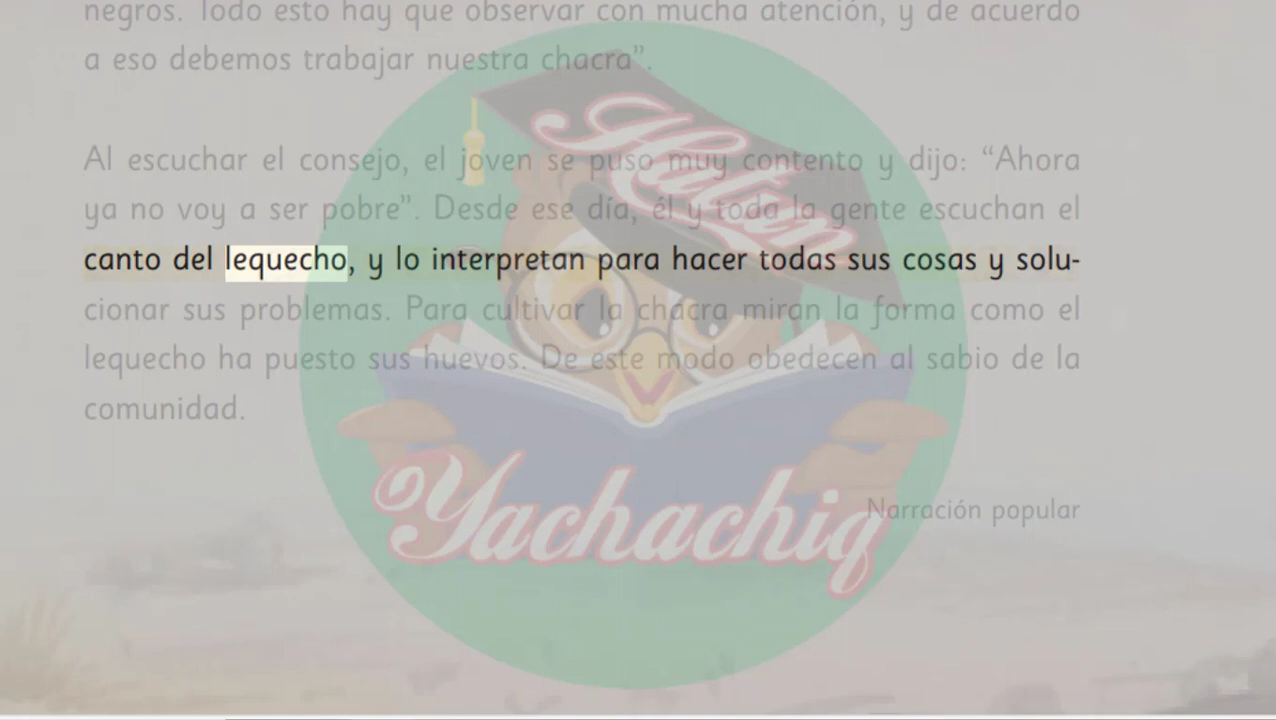 negros. Todo esto hay que observar con mucha atención, y de acuerdo
a eso debemos trabajar nuestra chacra”.
Al escuchar el consejo, el joven se puso muy contento y dijo: “Ahora
ya no voy a ser pobre”. Desde ese día, él y toda la gente escuchan el
canto del lequecho, y lo interpretan para hacer todas sus cosas y solu-
cionar sus problemas. Para cultivar la chacra miran la forma como el
lequecho ha puesto sus huevos. De este modo obedecen al sabio de la
comunidad.
Narración popular
Hatun
Yachachiq